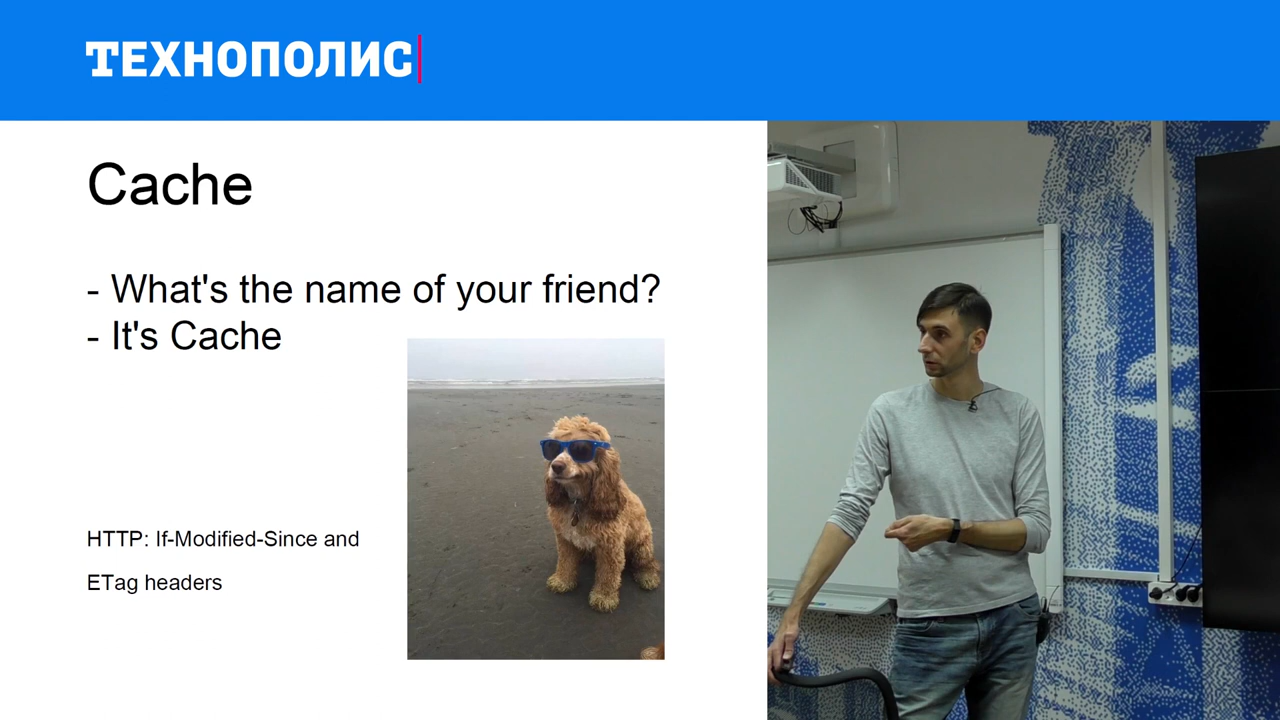 ТЕХНОПОЛИС
Cache
- What's the name of your friend?
- It's Cache
HTTP: If-Modified-Since and
ETag headers